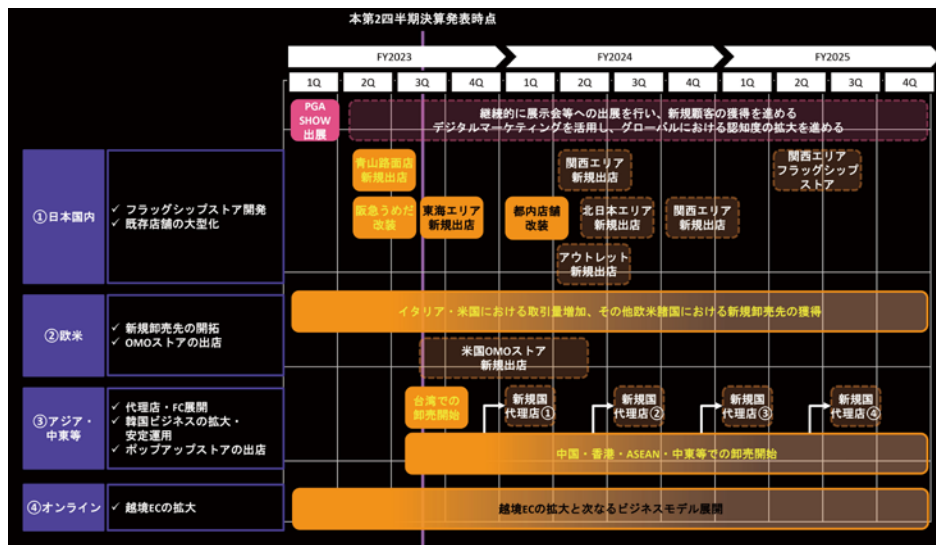 本第2四半期決算発表時点
FY2023
FY2024
FY2025
1Q
2Q
3Q
4Q
1Q
2Q
3Q
4Q
1Q
2Q
3Q
4Q
PGA
SHOW
出展
継続的に展示会等への出展を行い、新規顧客の獲得を進める
デジタルマーケティングを活用し、グローバルにおける認知度の拡大を進める
①日本国内
✓ フラッグシップストア開発
✓ 既存店舗の大型化
青山路面店
新規出店
関西エリア
新規出店
関西エリア
フラッグシップ
ストア
阪急うめだ
改装
東海エリア
新規出店
都内店舗
改装
北日本エリア
新規出店
関西エリア
新規出店
アウトレット
新規出店
②欧米
✓ 新規卸売先の開拓
✓ OMOストアの出店
イタリア・米国における取引量増加、その他欧米諸国における新規卸売先の獲得
米国OMOストア
新規出店
③アジア・
中東等
✓ 代理店・FC展開
✓ 韓国ビジネスの拡大・
安定運用
✓ ポップアップストアの出店
台湾での
卸売開始
新規国
代理店①
新規国
代理店②
新規国
代理店③
新規国
代理店④
中国・香港・ASEAN・中東等での卸売開始
④オンライン
✓ 越境ECの拡大
越境ECの拡大と次なるビジネスモデル展開